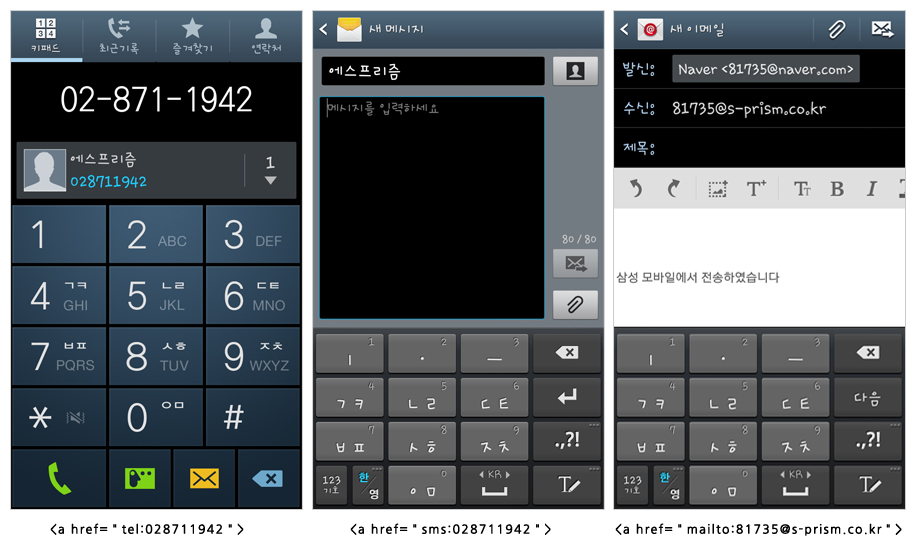 키패드 최근기록 즐겨찾기 연락처
02-871-1942
에스프리즘
028711942
1
1 2 ABC 3 DEF
4 ㄱㅋ GHI 5 ㄴㄹ JKL 6 ㄷㅌ MNO
7 ㅂㅍ PQRS 8 ㅅㅎ TUV 9 ㅈㅊ WXYZ
* 0 ㅇㅁ #
<a href= " tel:028711942 " >
새 메시지
에스프리즘
메시지를 입력하세요
80 / 80
1 ㅣ 2 · 3 ㅡ
4 ㄱㅋ 5 ㄴㄹ 6 ㄷㅌ
7 ㅂㅍ 8 ㅅㅎ 9 ㅈㅊ .,?!
123 기호 한/영 0 ㅇㅁ KR T
<a href= " sms:028711942 " >
새 이메일
발신: Naver <81735@naver.com>
수신: 81735@s-prism.co.kr
제목:
T+ TT B I
삼성 모바일에서 전송하였습니다
1 ㅣ 2 · 3 ㅡ
4 ㄱㅋ 5 ㄴㄹ 6 ㄷㅌ 다음
7 ㅂㅍ 8 ㅅㅎ 9 ㅈㅊ .,?!
123 기호 한/영 0 ㅇㅁ KR T
<a href= " mailto:81735@s-prism.co.kr " >